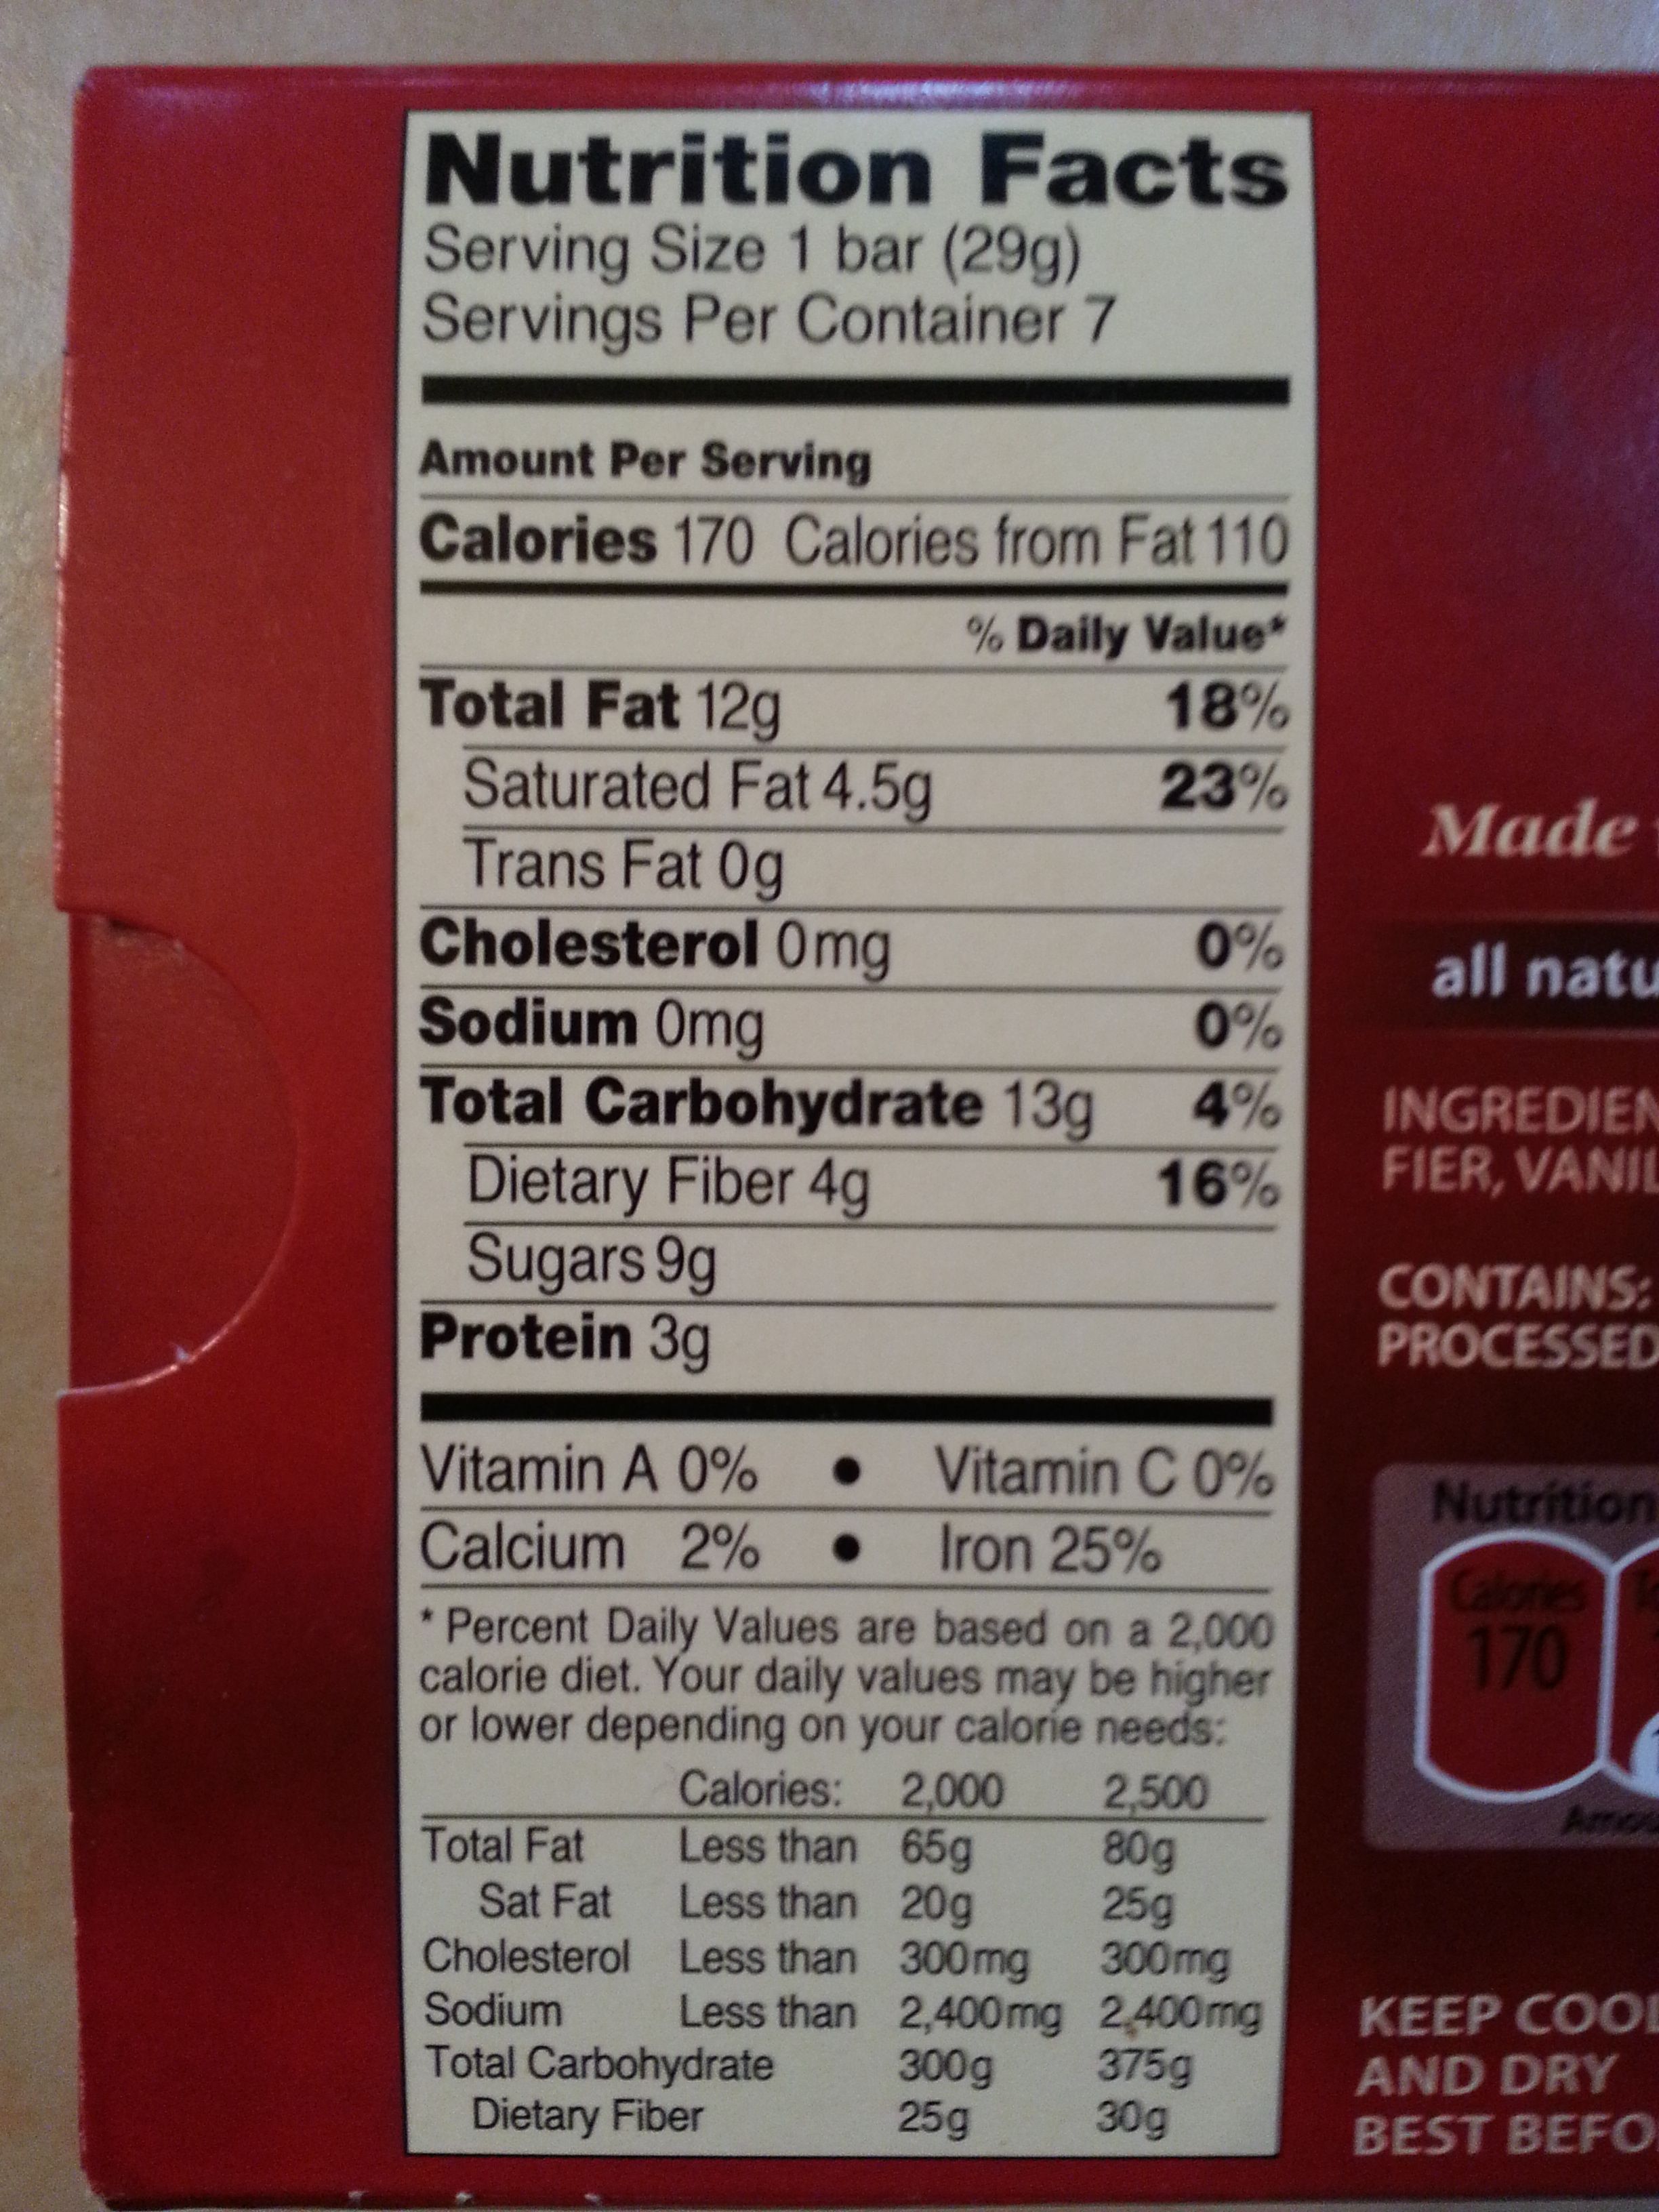 Nutrition Facts
Serving Size 1 bar (29g)
Servings Per Container 7
Amount Per Serving
Calories 170 Calories from Fat 110
% Daily Value*
Total Fat 12g 18%
Saturated Fat 4.5g 23%
Trans Fat 0g
Cholesterol 0mg 0%
Sodium 0mg 0%
Total Carbohydrate 13g 4%
Dietary Fiber 4g 16%
Sugars 9g
Protein 3g
Vitamin A 0% • Vitamin C 0%
Calcium 2% • Iron 25%
* Percent Daily Values are based on a 2,000
calorie diet. Your daily values may be higher
or lower depending on your calorie needs:
Calories: 2,000 2,500
Total Fat Less than 65g 80g
Sat Fat Less than 20g 25g
Cholesterol Less than 300mg 300mg
Sodium Less than 2,400mg 2,400mg
Total Carbohydrate 300g 375g
Dietary Fiber 25g 30g
Made
all natu
INGREDIEN
FIER, VANIL
CONTAINS:
PROCESSED
Nutrition
Calories
170
Amou
KEEP COOL
AND DRY
BEST BEFO